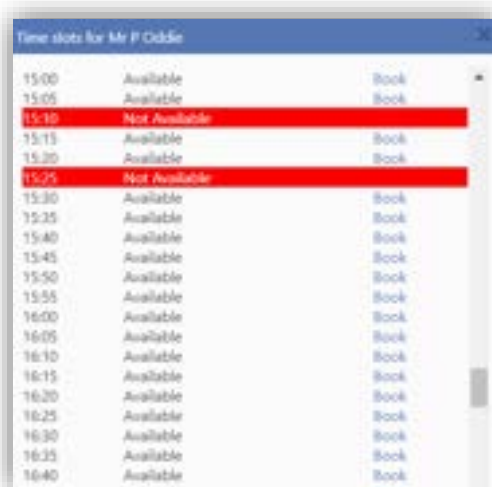 Time slots for Mr P Oddie
15:00 Available Book
15:05 Available Book
15:10 Not Available
15:15 Available Book
15:20 Available Book
15:25 Not Available
15:30 Available Book
15:35 Available Book
15:40 Available Book
15:45 Available Book
15:50 Available Book
15:55 Available Book
16:00 Available Book
16:05 Available Book
16:10 Available Book
16:15 Available Book
16:20 Available Book
16:25 Available Book
16:30 Available Book
16:35 Available Book
16:40 Available Book